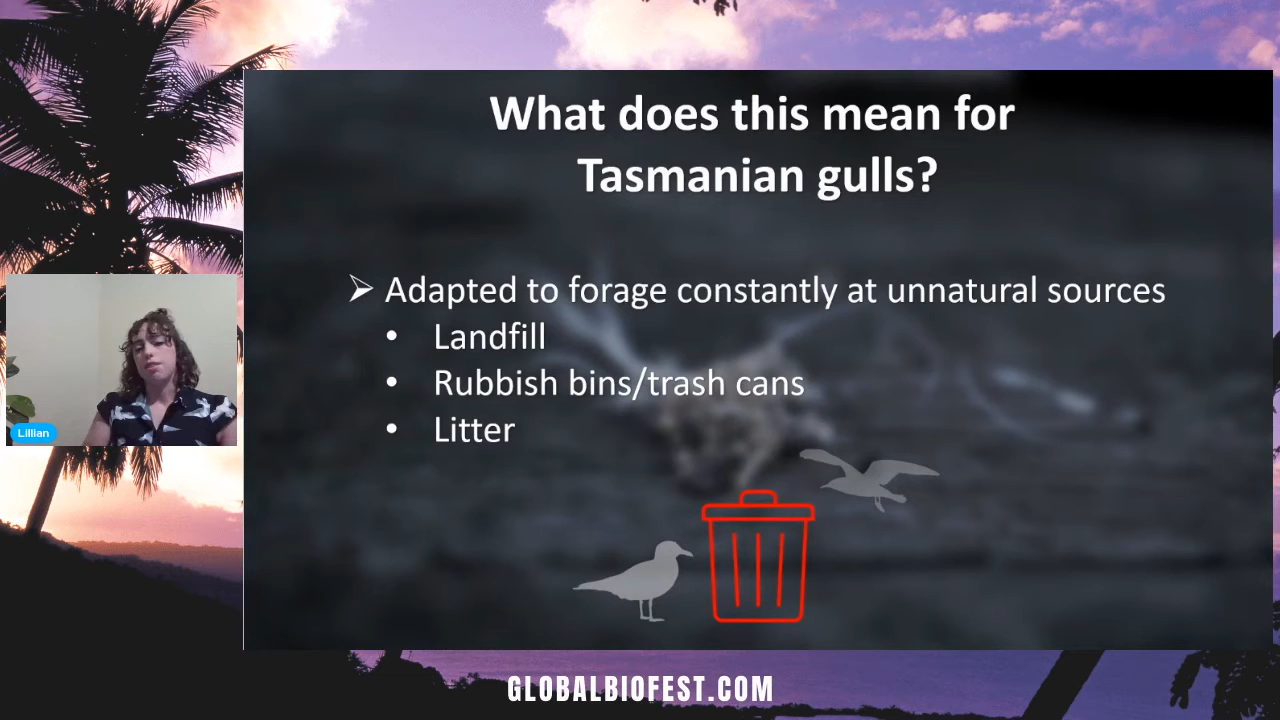 What does this mean for
Tasmanian gulls?
➢ Adapted to forage constantly at unnatural sources
• Landfill
• Rubbish bins/trash cans
• Litter
Lillian
GLOBALBIOFEST.COM